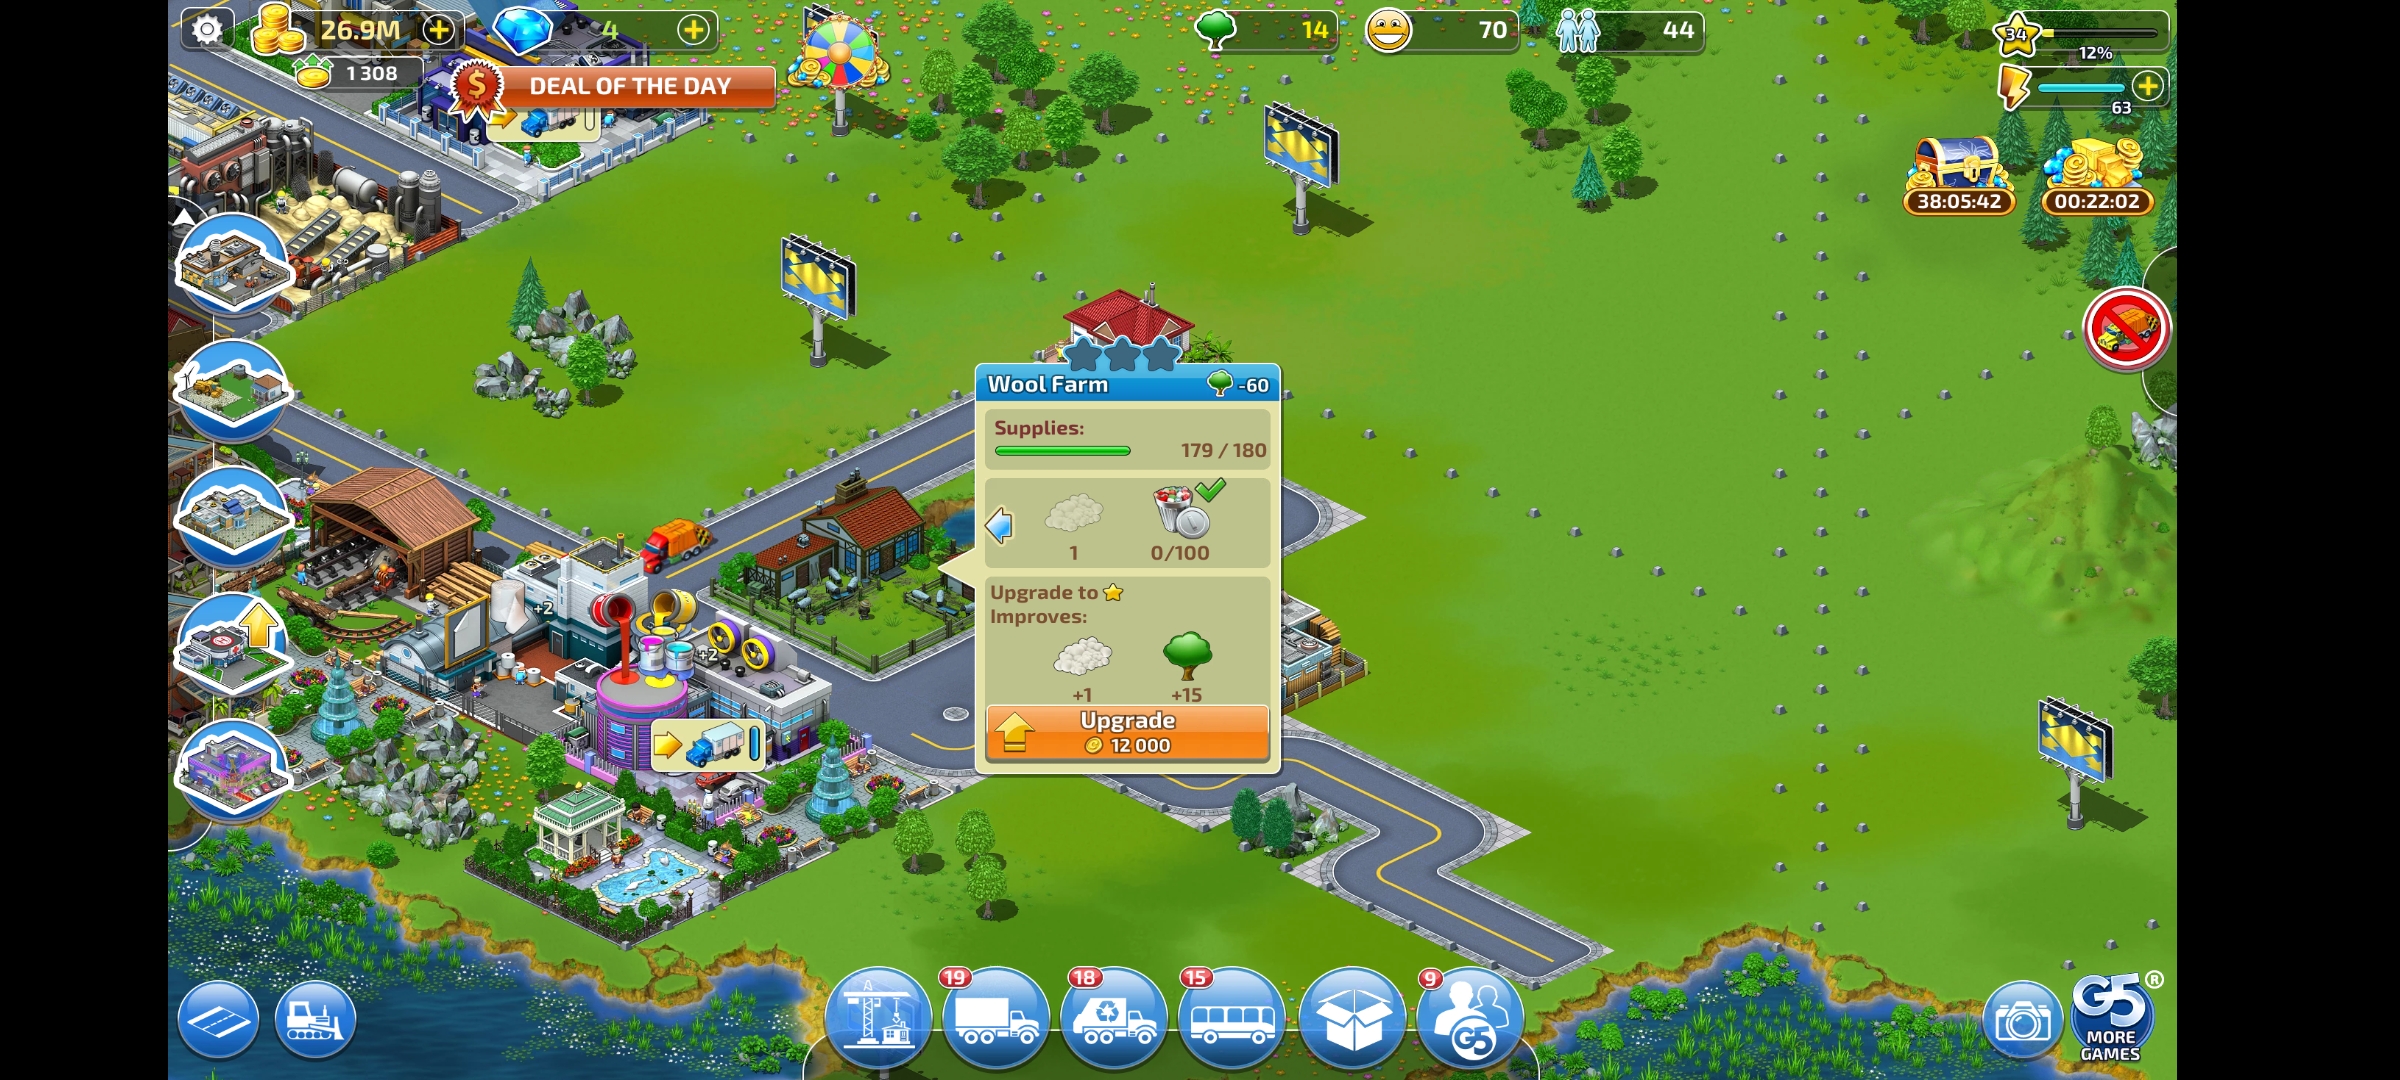 26.9M
4
14
70
44
34
12%
1 308
DEAL OF THE DAY
63
38:05:42
00:22:02
Wool Farm
-60
Supplies:
179 / 180
1
0/100
Upgrade to
Improves:
+1
+15
Upgrade
12 000
+2
+2
19
18
15
9
A
G5
G5®
MORE
GAMES